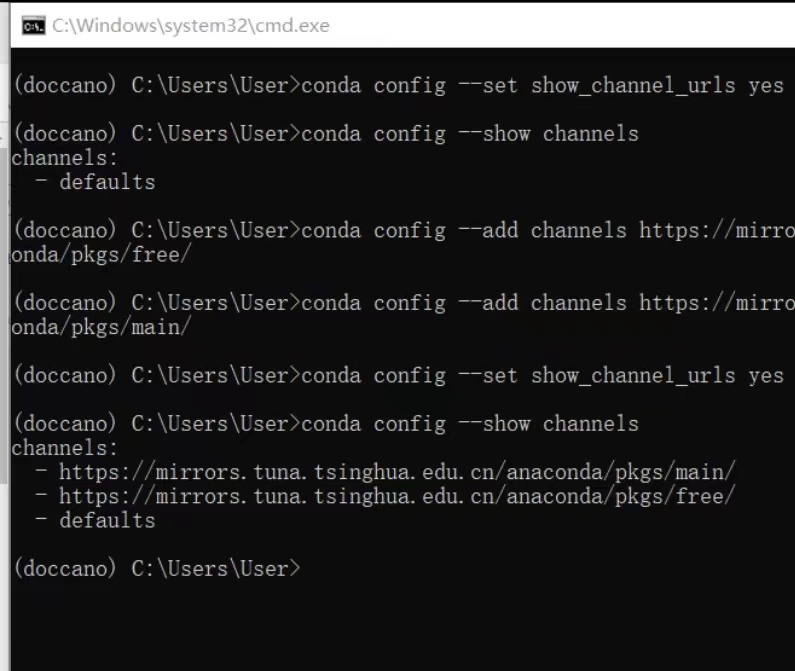 C:\Windows\system32\cmd.exe
(doccano) C:\Users\User>conda config --set show_channel_urls yes
(doccano) C:\Users\User>conda config --show channels
channels:
  - defaults
(doccano) C:\Users\User>conda config --add channels https://mirro
onda/pkgs/free/
(doccano) C:\Users\User>conda config --add channels https://mirro
onda/pkgs/main/
(doccano) C:\Users\User>conda config --set show_channel_urls yes
(doccano) C:\Users\User>conda config --show channels
channels:
  - https://mirrors.tuna.tsinghua.edu.cn/anaconda/pkgs/main/
  - https://mirrors.tuna.tsinghua.edu.cn/anaconda/pkgs/free/
  - defaults
(doccano) C:\Users\User>